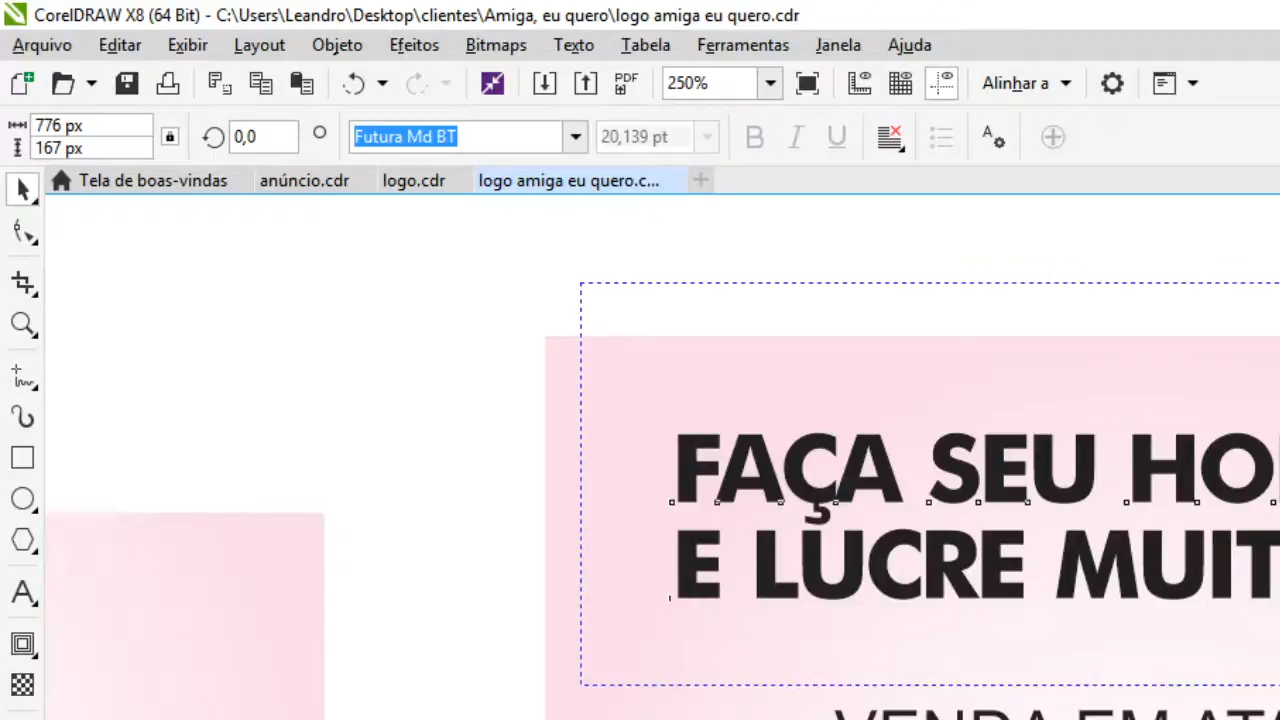 CorelDRAW X8 (64 Bit) - C:\Users\Leandro\Desktop\clientes\Amiga, eu quero\logo amiga eu quero.cdr
Arquivo Editar Exibir Layout Objeto Efeitos Bitmaps Texto Tabela Ferramentas Janela Ajuda
PDF 250% Alinhar a
776 px
167 px
0,0 Futura Md BT 20,139 pt B I U
Tela de boas-vindas anúncio.cdr logo.cdr logo amiga eu quero.c...
FAÇA SEU HO
E LUCRE MUIT
VENDA EM